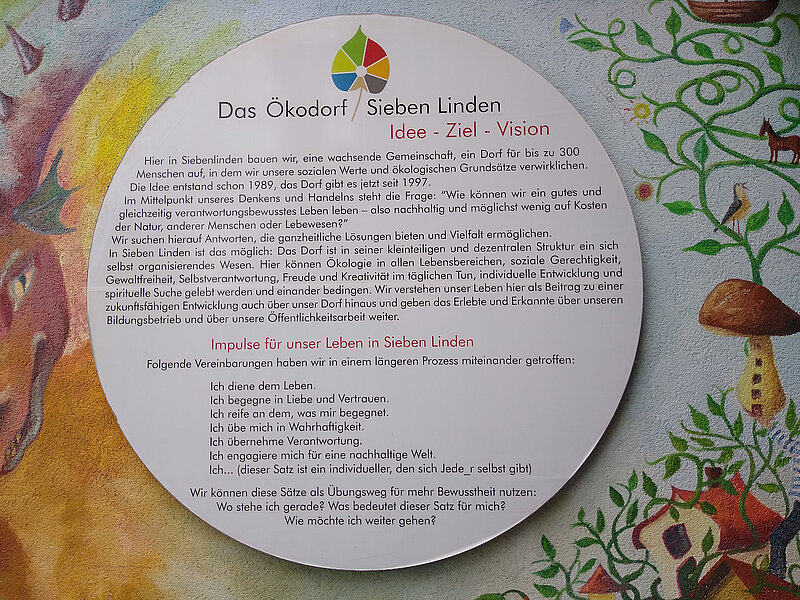 Das Ökodorf Sieben Linden
Idee - Ziel - Vision
Hier in Siebenlinden bauen wir, eine wachsende Gemeinschaft, ein Dorf für bis zu 300
Menschen auf, in dem wir unsere sozialen Werte und ökologischen Grundsätze verwirklichen.
Die Idee entstand schon 1989, das Dorf gibt es jetzt seit 1997.
Im Mittelpunkt unseres Denkens und Handelns steht die Frage: “Wie können wir ein gutes und
gleichzeitig verantwortungsbewusstes Leben leben – also nachhaltig und möglichst wenig auf Kosten
der Natur, anderer Menschen oder Lebewesen?”
Wir suchen hierauf Antworten, die ganzheitliche Lösungen bieten und Vielfalt ermöglichen.
In Sieben Linden ist das möglich: Das Dorf ist in seiner kleinteiligen und dezentralen Struktur ein sich
selbst organisierendes Wesen. Hier können Ökologie in allen Lebensbereichen, soziale Gerechtigkeit,
Gewaltfreiheit, Selbstverantwortung, Freude und Kreativität im täglichen Tun, individuelle Entwicklung und
spirituelle Suche gelebt werden und einander bedingen. Wir verstehen unser Leben hier als Beitrag zu einer
zukunftsfähigen Entwicklung auch über unser Dorf hinaus und geben das Erlebte und Erkannte über unseren
Bildungsbetrieb und über unsere Öffentlichkeitsarbeit weiter.
Impulse für unser Leben in Sieben Linden
Folgende Vereinbarungen haben wir in einem längeren Prozess miteinander getroffen:
Ich diene dem Leben.
Ich begegne in Liebe und Vertrauen.
Ich reife an dem, was mir begegnet.
Ich übe mich in Wahrhaftigkeit.
Ich übernehme Verantwortung.
Ich engagiere mich für eine nachhaltige Welt.
Ich... (dieser Satz ist ein individueller, den sich Jede_r selbst gibt)
Wir können diese Sätze als Übungsweg für mehr Bewusstheit nutzen:
Wo stehe ich gerade? Was bedeutet dieser Satz für mich?
Wie möchte ich weiter gehen?